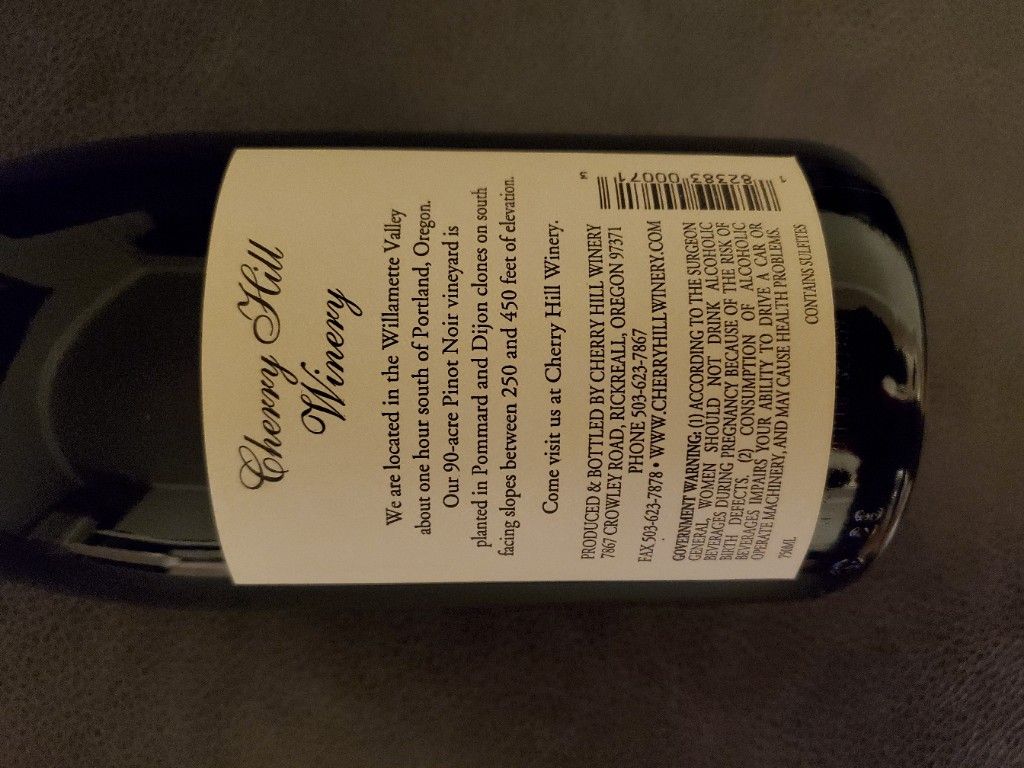 Cherry Hill
Winery
We are located in the Willamette Valley
about one hour south of Portland, Oregon.
Our 90-acre Pinot Noir vineyard is
planted in Pommard and Dijon clones on south
facing slopes between 250 and 450 feet of elevation.
Come visit us at Cherry Hill Winery.
PRODUCED & BOTTLED BY CHERRY HILL WINERY
7867 CROWLEY ROAD, RICKREALL, OREGON 97371
PHONE 503-623-7867
FAX 503-623-7878 • WWW.CHERRYHILLWINERY.COM
GOVERNMENT WARNING: (1) ACCORDING TO THE SURGEON
GENERAL, WOMEN SHOULD NOT DRINK ALCOHOLIC
BEVERAGES DURING PREGNANCY BECAUSE OF THE RISK OF
BIRTH DEFECTS. (2) CONSUMPTION OF ALCOHOLIC
BEVERAGES IMPAIRS YOUR ABILITY TO DRIVE A CAR OR
OPERATE MACHINERY, AND MAY CAUSE HEALTH PROBLEMS.
750ML
CONTAINS SULFITES
82383 00071